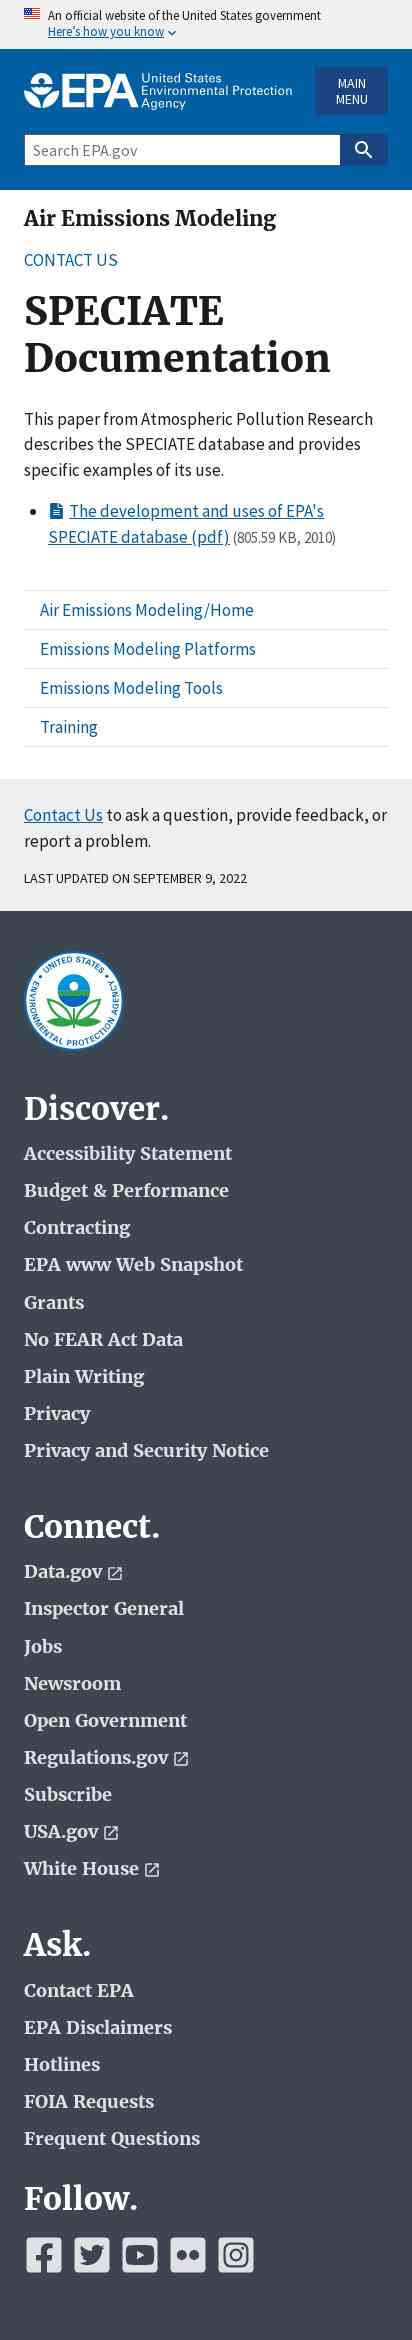 An official website of the United States government
Here's how you know
EPA United States
Environmental Protection
Agency
MAIN
MENU
Search EPA.gov
Air Emissions Modeling
CONTACT US
SPECIATE
Documentation
This paper from Atmospheric Pollution Research
describes the SPECIATE database and provides
specific examples of its use.
The development and uses of EPA's
SPECIATE database (pdf) (805.59 KB, 2010)
Air Emissions Modeling/Home
Emissions Modeling Platforms
Emissions Modeling Tools
Training
Contact Us to ask a question, provide feedback, or
report a problem.
LAST UPDATED ON SEPTEMBER 9, 2022
UNITED STATES
ENVIRONMENTAL PROTECTION AGENCY
Discover.
Accessibility Statement
Budget & Performance
Contracting
EPA www Web Snapshot
Grants
No FEAR Act Data
Plain Writing
Privacy
Privacy and Security Notice
Connect.
Data.gov
Inspector General
Jobs
Newsroom
Open Government
Regulations.gov
Subscribe
USA.gov
White House
Ask.
Contact EPA
EPA Disclaimers
Hotlines
FOIA Requests
Frequent Questions
Follow.